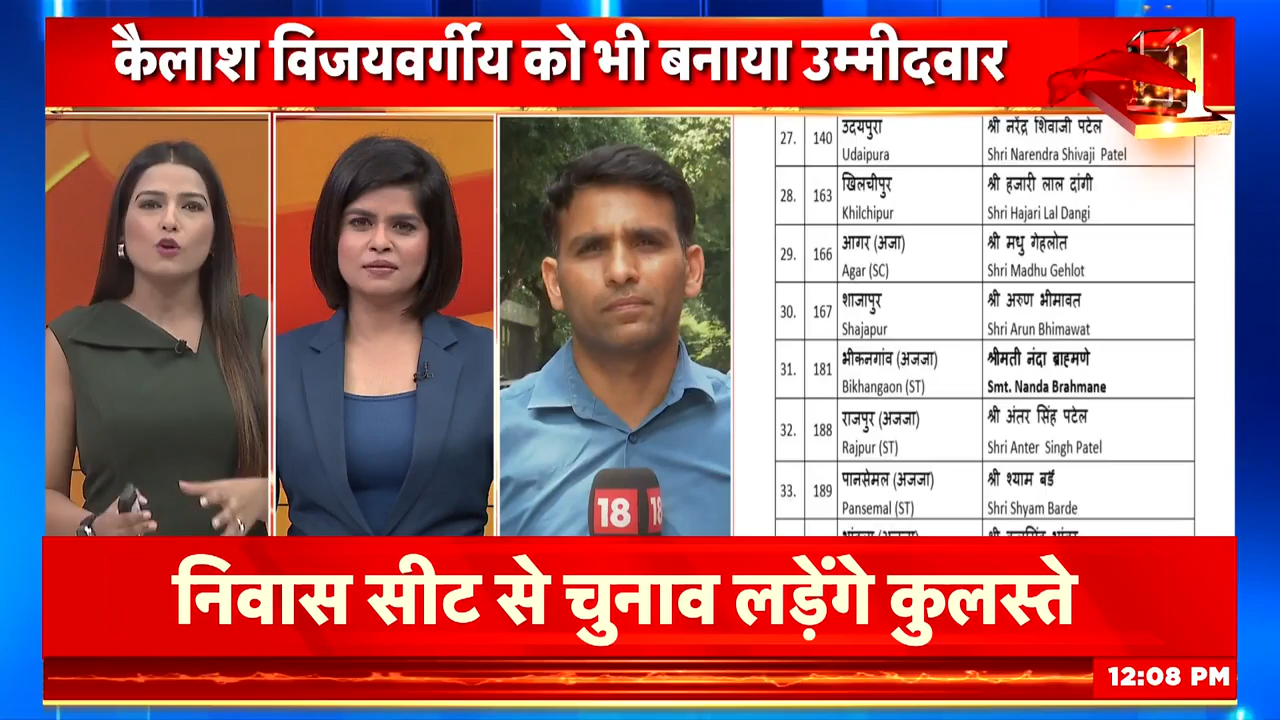 कैलाश विजयवर्गीय को भी बनाया उम्मीदवार
1
27. 140 उदयपुरा श्री नरेंद्र शिवाजी पटेल
Udaipura Shri Narendra Shivaji Patel
28. 163 खिलचीपुर श्री हजारी लाल दांगी
Khilchipur Shri Hajari Lal Dangi
29. 166 आगर (अजा) श्री मधु गेहलोत
Agar (SC) Shri Madhu Gehlot
30. 167 शाजापुर श्री अरुण भीमावत
Shajapur Shri Arun Bhimawat
31. 181 भीकनगांव (अजजा) श्रीमती नंदा ब्राह्मणे
Bikhangaon (ST) Smt. Nanda Brahmane
32. 188 राजपुर (अजजा) श्री अंतर सिंह पटेल
Rajpur (ST) Shri Anter Singh Patel
33. 189 पानसेमल (अजजा) श्री श्याम बर्डे
Pansemal (ST) Shri Shyam Barde
18 18
निवास सीट से चुनाव लड़ेंगे कुलस्ते
12:08 PM